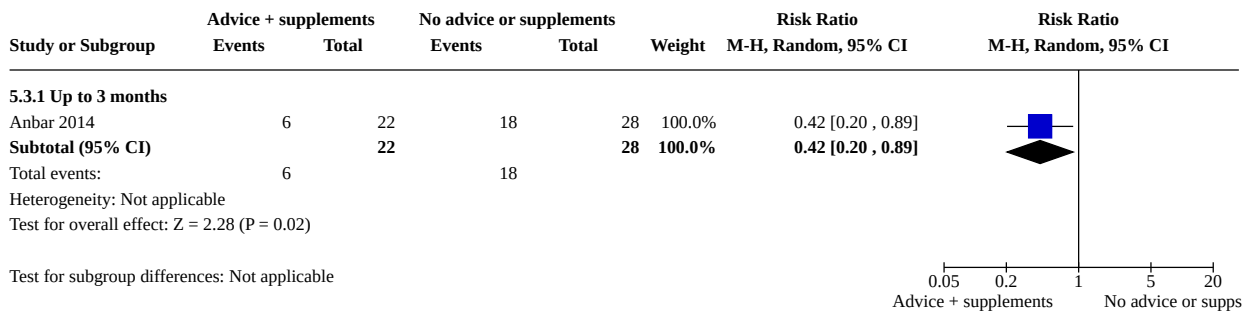 Advice + supplements No advice or supplements Risk Ratio Risk Ratio
Study or Subgroup Events Total Events Total Weight M-H, Random, 95% CI M-H, Random, 95% CI
5.3.1 Up to 3 months
Anbar 2014 6 22 18 28 100.0% 0.42 [0.20 , 0.89]
Subtotal (95% CI) 22 28 100.0% 0.42 [0.20 , 0.89]
Total events: 6 18
Heterogeneity: Not applicable
Test for overall effect: Z = 2.28 (P = 0.02)
Test for subgroup differences: Not applicable
0.05 0.2 1 5 20
Advice + supplements No advice or supps